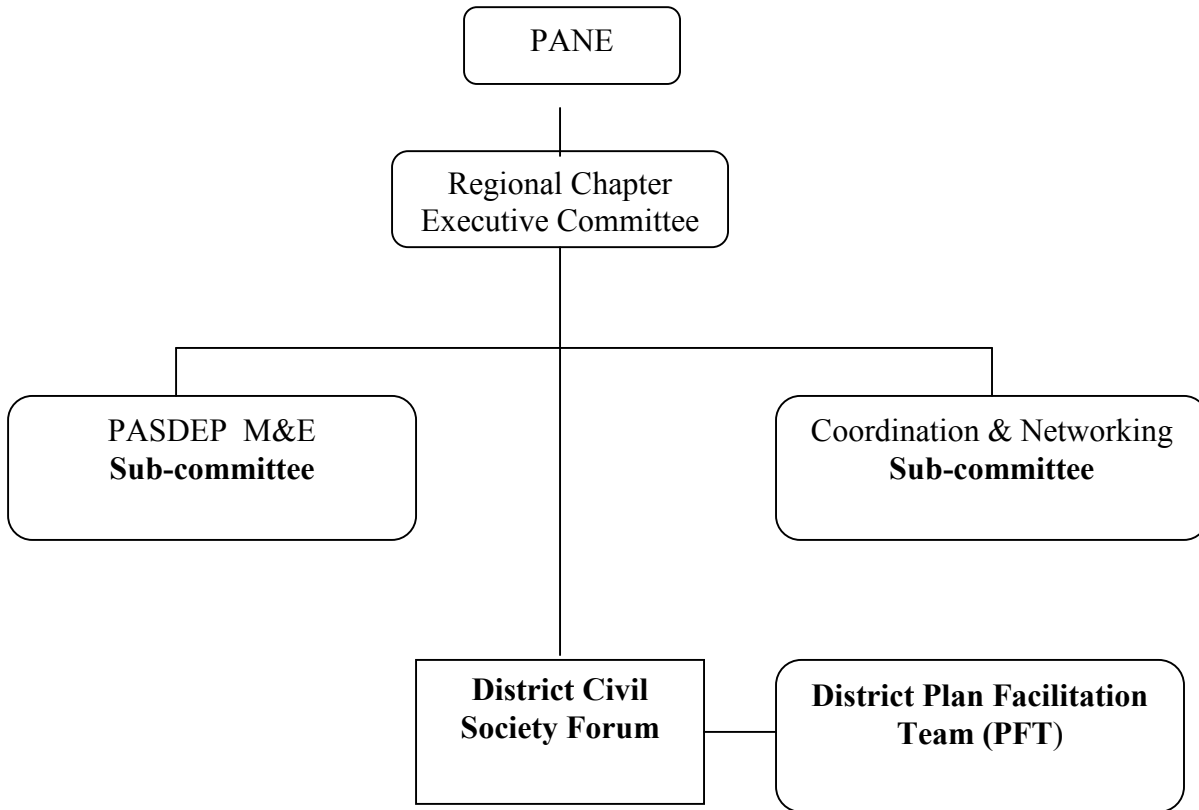 PANE
Regional Chapter
Executive Committee
PASDEP M&E
Sub-committee
Coordination & Networking
Sub-committee
District Civil
Society Forum
District Plan Facilitation
Team (PFT)